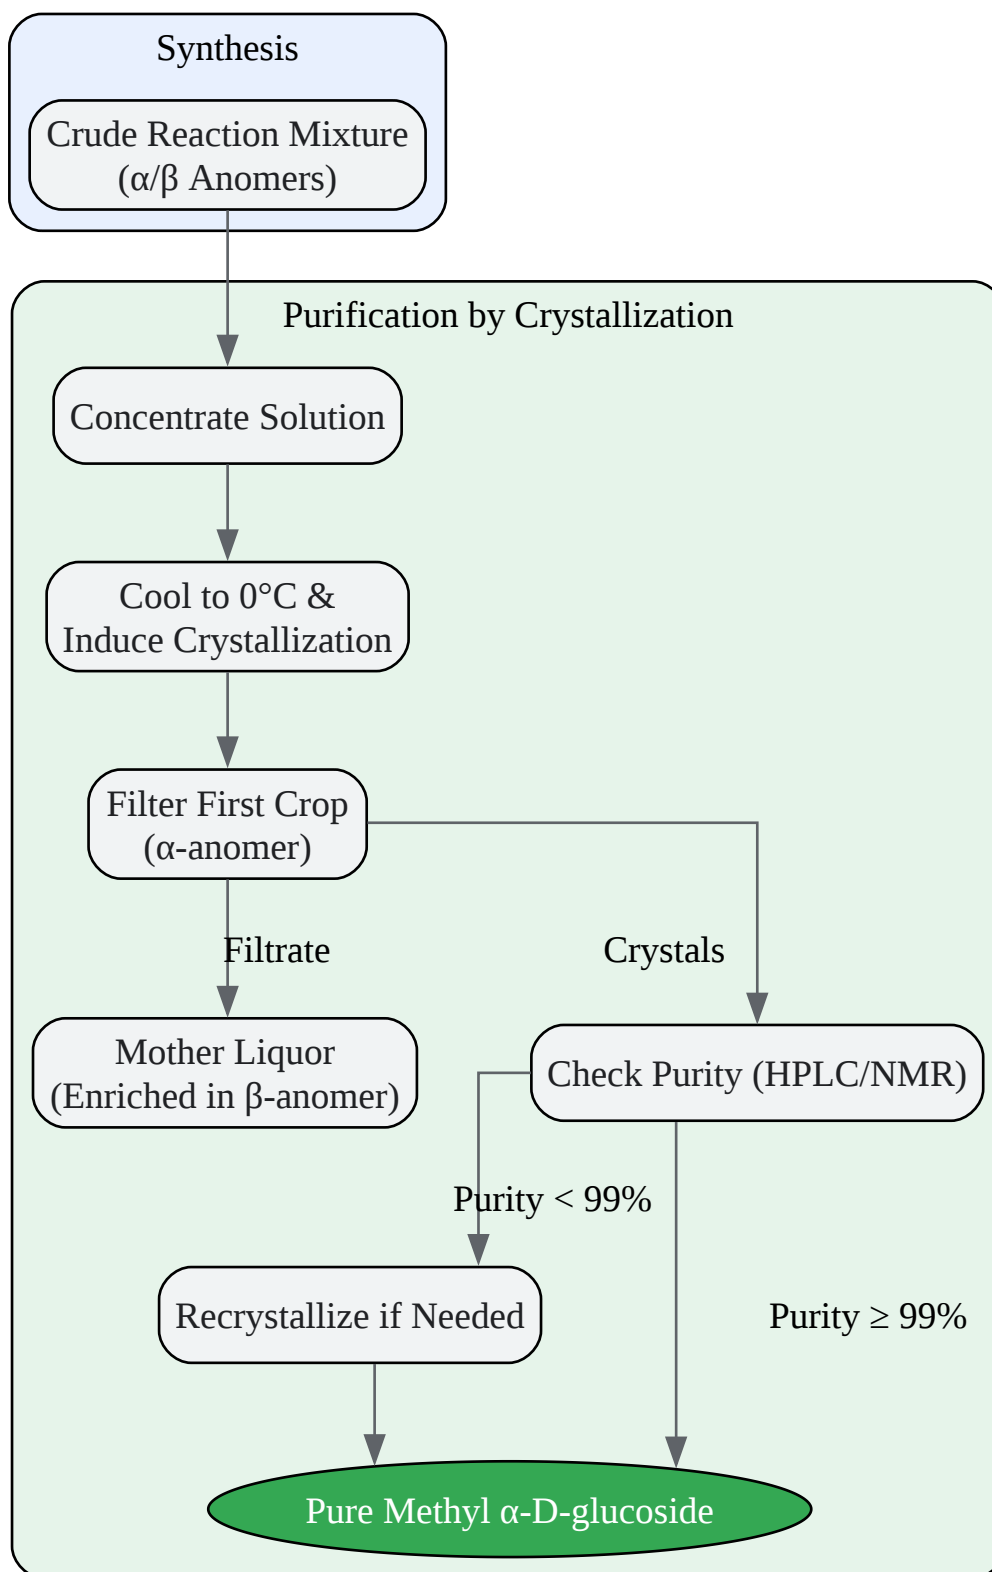 Synthesis
Crude Reaction Mixture
(α/β Anomers)
Purification by Crystallization
Concentrate Solution
Cool to 0°C &
Induce Crystallization
Filter First Crop
(α-anomer)
Filtrate
Crystals
Mother Liquor
(Enriched in β-anomer)
Check Purity (HPLC/NMR)
Purity < 99%
Recrystallize if Needed
Purity ≥ 99%
Pure Methyl α-D-glucoside